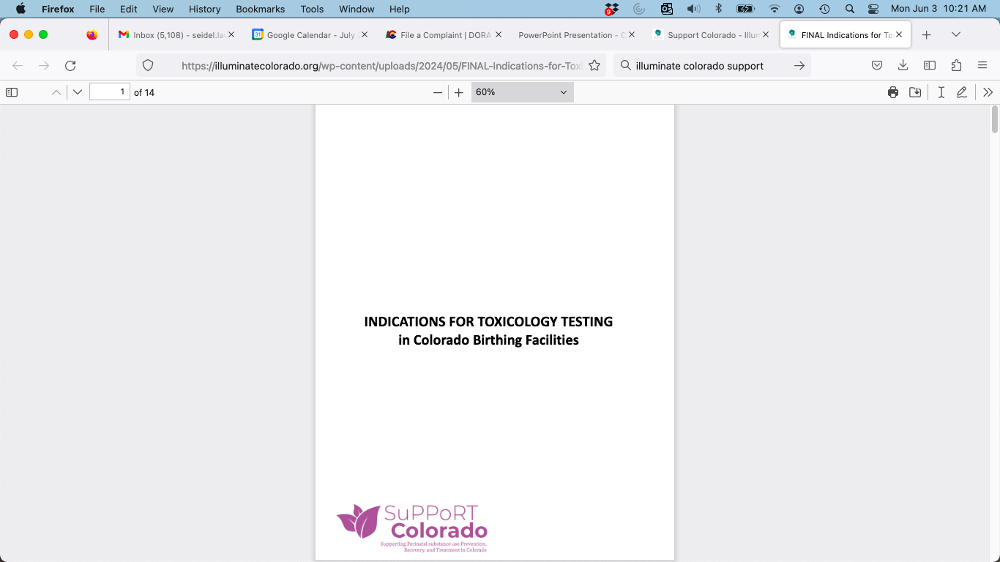 Firefox File Edit View History Bookmarks Tools Window Help 9 Mon Jun 3 10:21 AM
Inbox (5,108) - seidel.la 31 Google Calendar - July File a Complaint | DORA PowerPoint Presentation - C Support Colorado - Illum FINAL Indications for To
https://illuminatecolorado.org/wp-content/uploads/2024/05/FINAL-Indications-for-Toxi illuminate colorado support
1 of 14 60%
INDICATIONS FOR TOXICOLOGY TESTING
in Colorado Birthing Facilities
SuPPoRT
Colorado
Supporting Perinatal substance use Prevention,
Recovery, and Treatment in Colorado